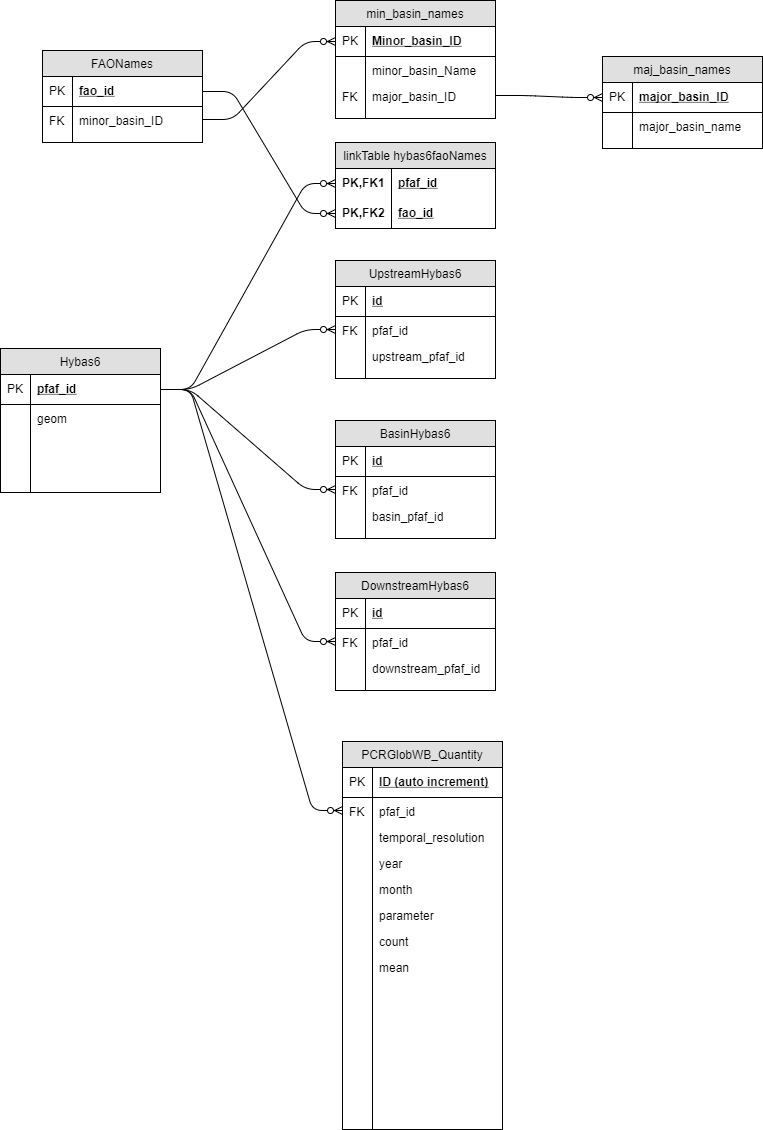 min_basin_names
PK Minor_basin_ID
minor_basin_Name
FK major_basin_ID
FAONames
PK fao_id
FK minor_basin_ID
maj_basin_names
PK major_basin_ID
major_basin_name
linkTable hybas6faoNames
PK,FK1 pfaf_id
PK,FK2 fao_id
UpstreamHybas6
PK id
FK pfaf_id
upstream_pfaf_id
Hybas6
PK pfaf_id
geom
BasinHybas6
PK id
FK pfaf_id
basin_pfaf_id
DownstreamHybas6
PK id
FK pfaf_id
downstream_pfaf_id
PCRGlobWB_Quantity
PK ID (auto increment)
FK pfaf_id
temporal_resolution
year
month
parameter
count
mean